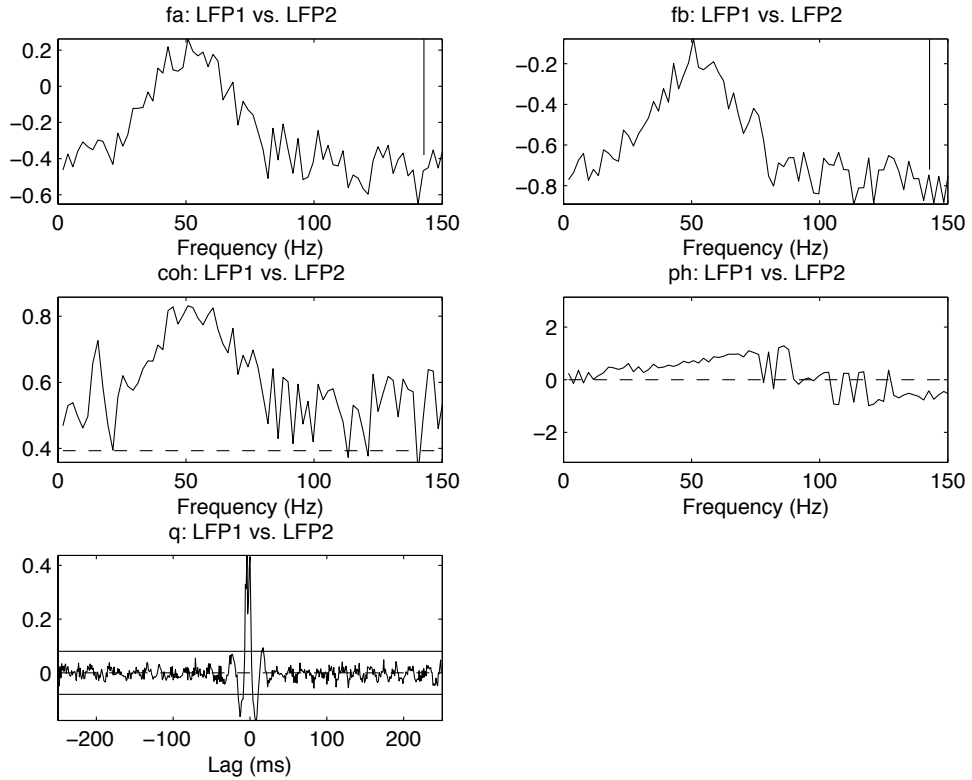 fa: LFP1 vs. LFP2
0.2
0
−0.2
−0.4
−0.6
0 50 100 150
Frequency (Hz)
fb: LFP1 vs. LFP2
−0.2
−0.4
−0.6
−0.8
0 50 100 150
Frequency (Hz)
coh: LFP1 vs. LFP2
0.8
0.6
0.4
0 50 100 150
Frequency (Hz)
ph: LFP1 vs. LFP2
2
0
−2
0 50 100 150
Frequency (Hz)
q: LFP1 vs. LFP2
0.4
0.2
0
−200 −100 0 100 200
Lag (ms)